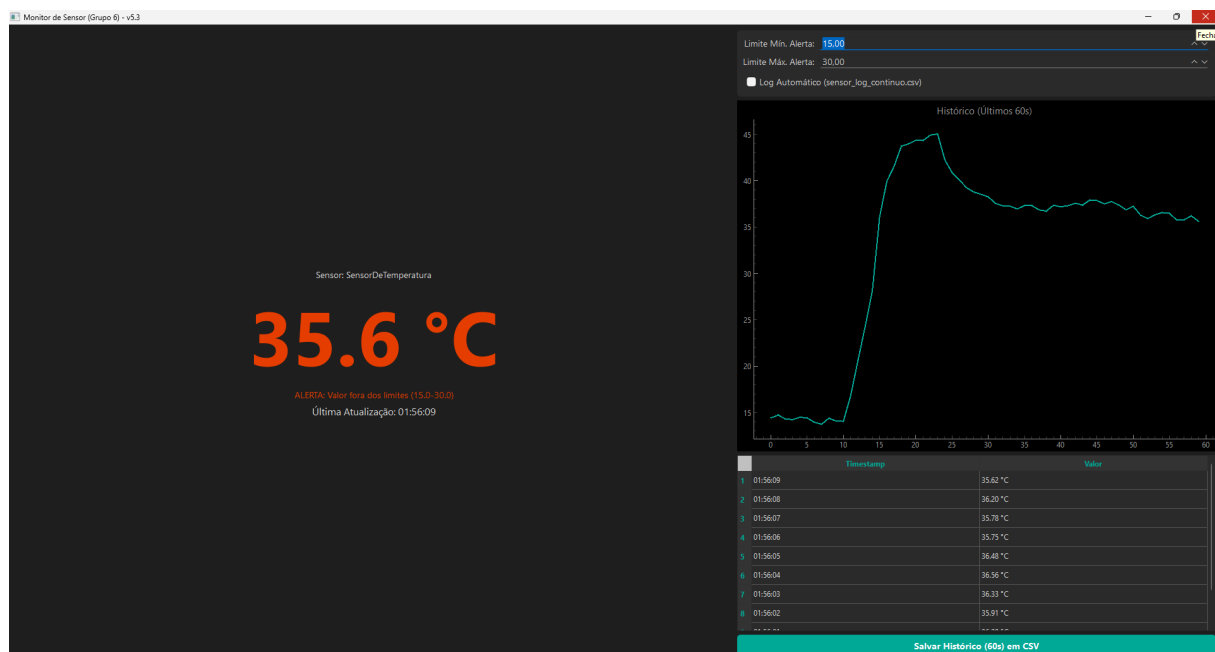 Monitor de Sensor (Grupo 6) - v5.3
Fecha
Limite Mín. Alerta: 15,00
Limite Máx. Alerta: 30,00
Log Automático (sensor_log_continuo.csv)
Sensor: SensorDeTemperatura
35.6 °C
ALERTA: Valor fora dos limites (15.0-30.0)
Última Atualização: 01:56:09
Histórico (Últimos 60s)
45
40
35
30
25
20
15
0 5 10 15 20 25 30 35 40 45 50 55 60
Timestamp Valor
1 01:56:09 35.62 °C
2 01:56:08 36.20 °C
3 01:56:07 35.78 °C
4 01:56:06 35.75 °C
5 01:56:05 36.48 °C
6 01:56:04 36.56 °C
7 01:56:03 36.33 °C
8 01:56:02 35.91 °C
Salvar Histórico (60s) em CSV